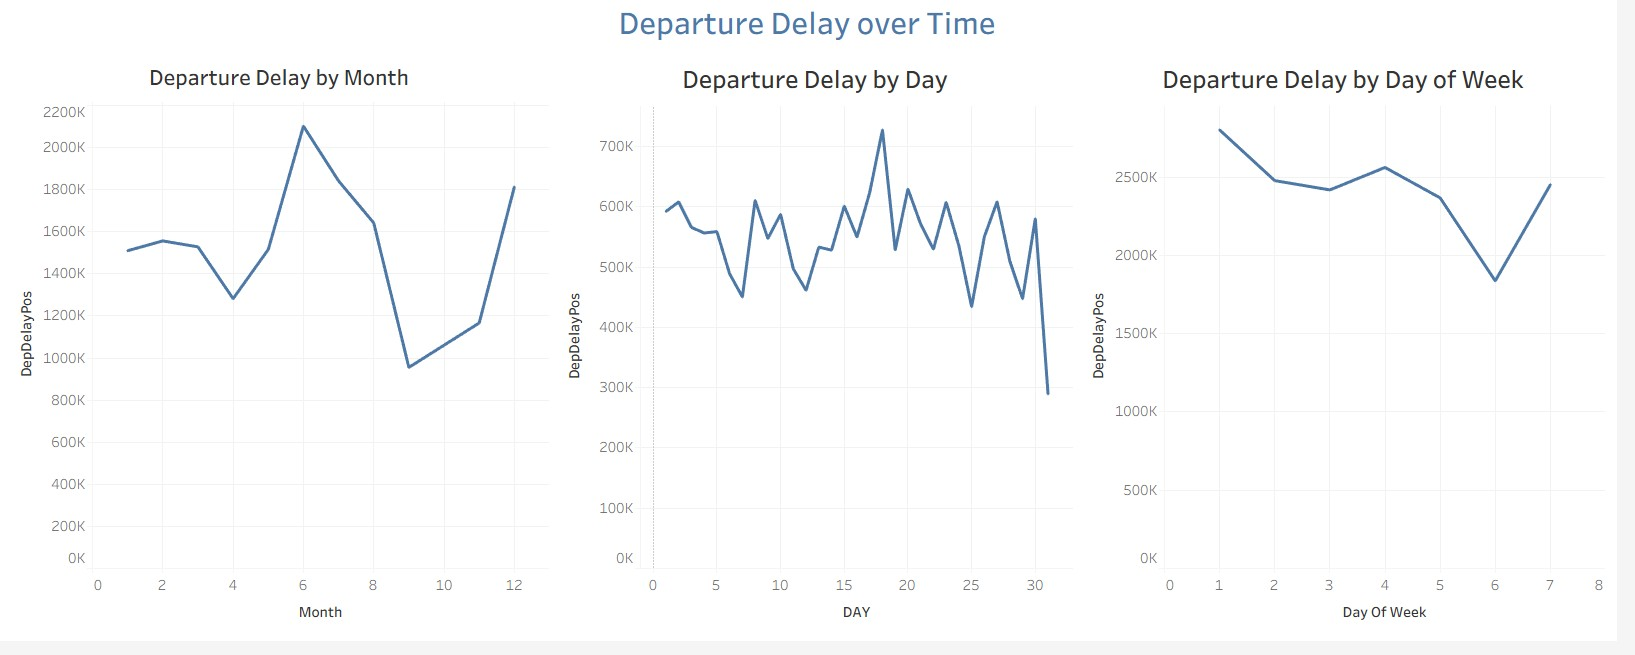 Departure Delay over Time
Departure Delay by Month
2200K
2000K
1800K
1600K
1400K
1200K
1000K
800K
600K
400K
200K
0K
DepDelayPos
0 2 4 6 8 10 12
Month
Departure Delay by Day
700K
600K
500K
400K
300K
200K
100K
0K
DepDelayPos
0 5 10 15 20 25 30
DAY
Departure Delay by Day of Week
2500K
2000K
1500K
1000K
500K
0K
DepDelayPos
0 1 2 3 4 5 6 7 8
Day Of Week